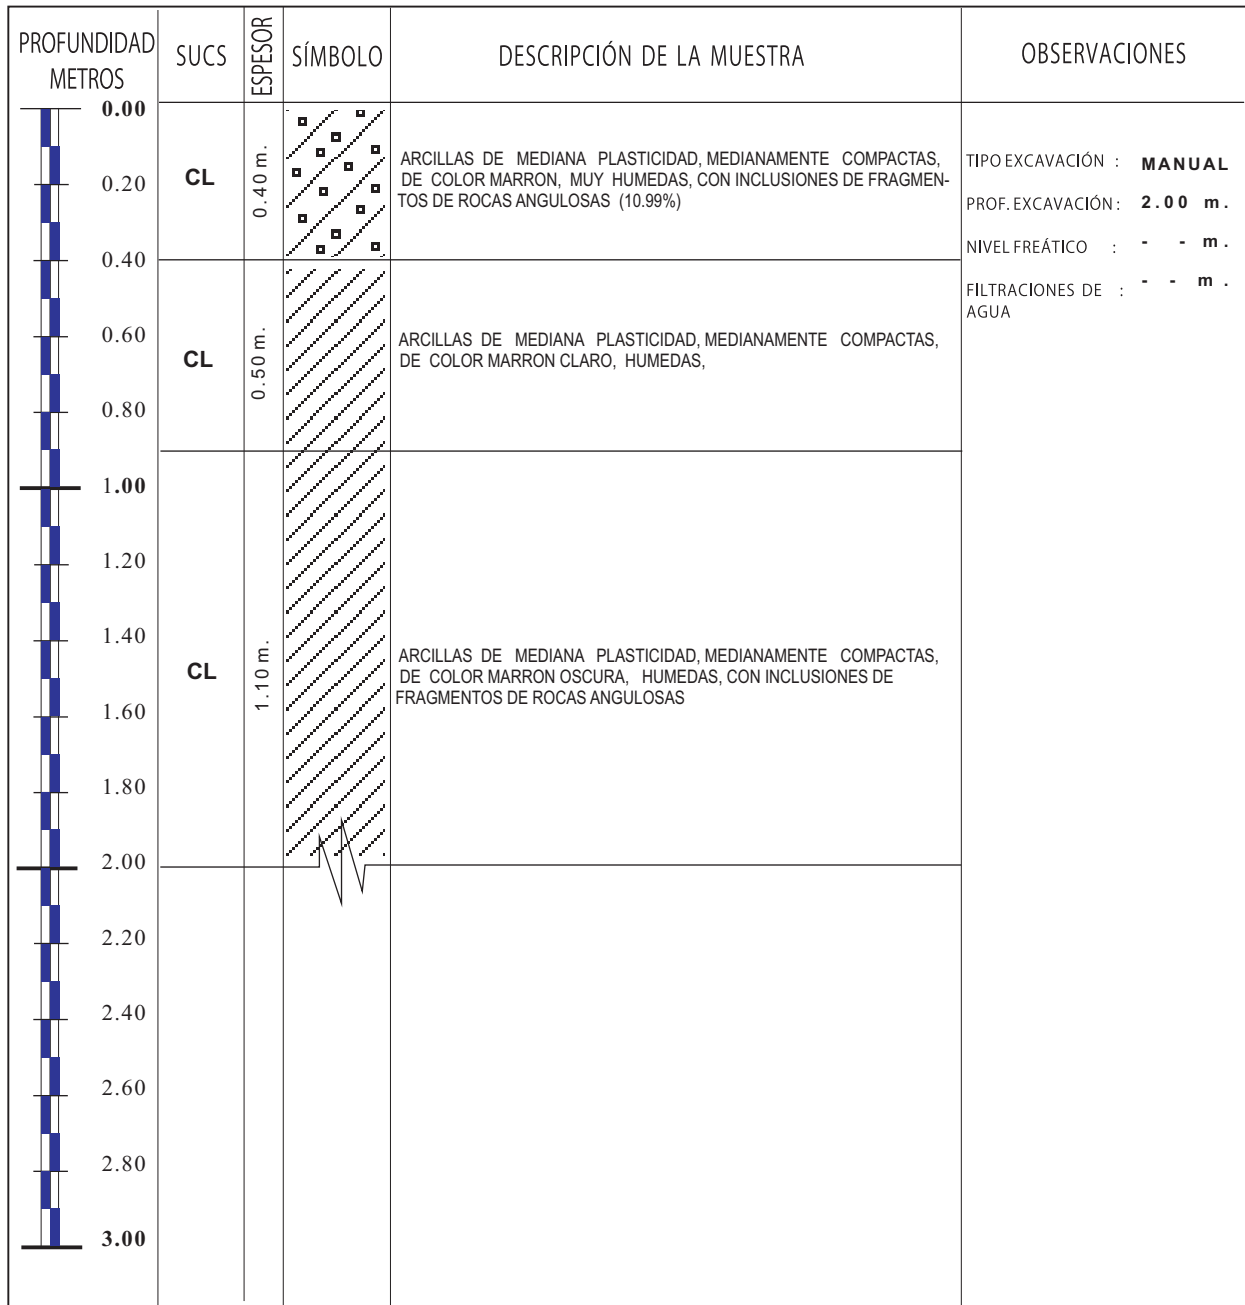 PROFUNDIDAD
METROS
SUCS
ESPESOR
SÍMBOLO
DESCRIPCIÓN DE LA MUESTRA
OBSERVACIONES
0.00
0.20
0.40
0.60
0.80
1.00
1.20
1.40
1.60
1.80
2.00
2.20
2.40
2.60
2.80
3.00
CL
0.40 m.
ARCILLAS DE MEDIANA PLASTICIDAD, MEDIANAMENTE COMPACTAS,
DE COLOR MARRON, MUY HUMEDAS, CON INCLUSIONES DE FRAGMEN-
TOS DE ROCAS ANGULOSAS (10.99%)
CL
0.50 m.
ARCILLAS DE MEDIANA PLASTICIDAD, MEDIANAMENTE COMPACTAS,
DE COLOR MARRON CLARO, HUMEDAS,
CL
1.10 m.
ARCILLAS DE MEDIANA PLASTICIDAD, MEDIANAMENTE COMPACTAS,
DE COLOR MARRON OSCURA, HUMEDAS, CON INCLUSIONES DE
FRAGMENTOS DE ROCAS ANGULOSAS
TIPO EXCAVACIÓN : MANUAL
PROF. EXCAVACIÓN : 2.00 m.
NIVEL FREÁTICO : - - m.
FILTRACIONES DE : - - m.
AGUA